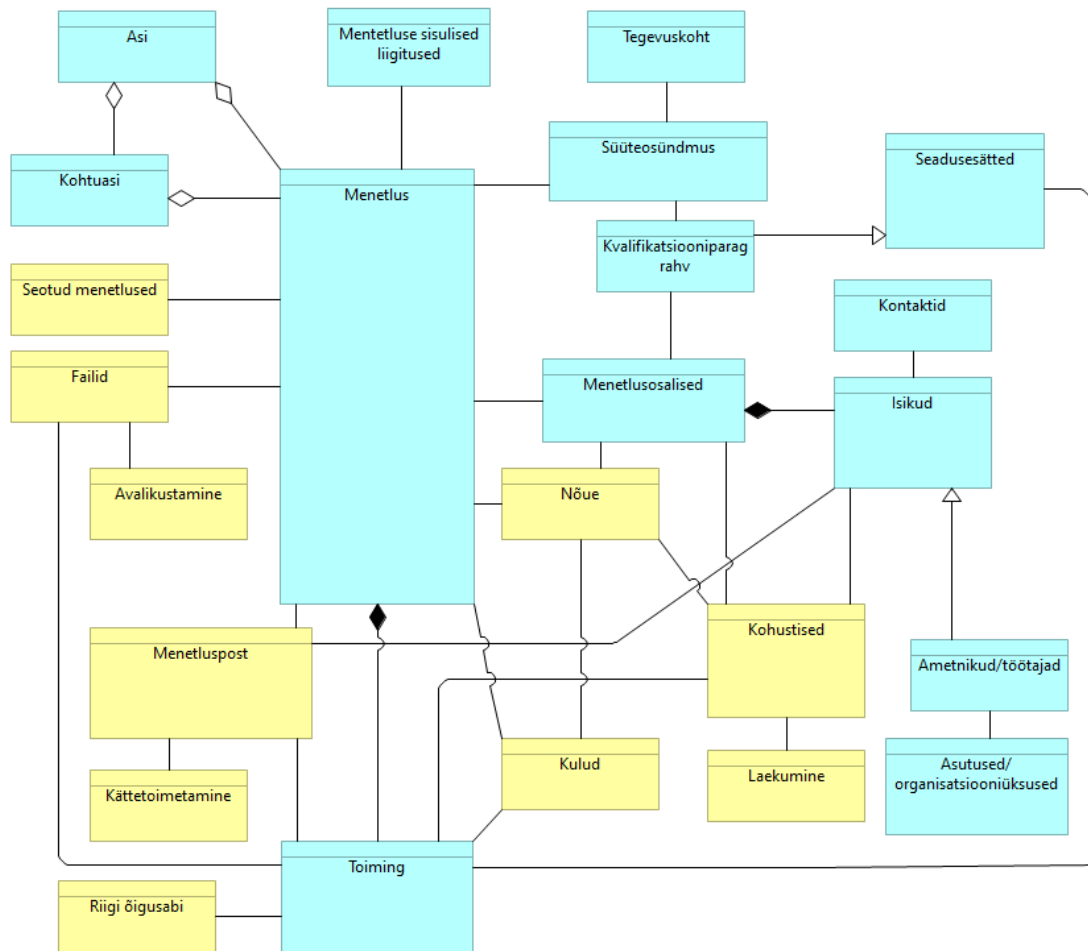 Asi
Mentetluse sisulised
liigitused
Tegevuskoht
Süüteosündmus
Seadusesätted
Kohtuasi
Menetlus
Kvalifikatsiooniparag
rahv
Seotud menetlused
Kontaktid
Failid
Menetlusosalised
Isikud
Avalikustamine
Nõue
Menetluspost
Kohustised
Ametnikud/töötajad
Kättetoimetamine
Kulud
Laekumine
Asutused/
organisatsiooniüksused
Toiming
Riigi õigusabi